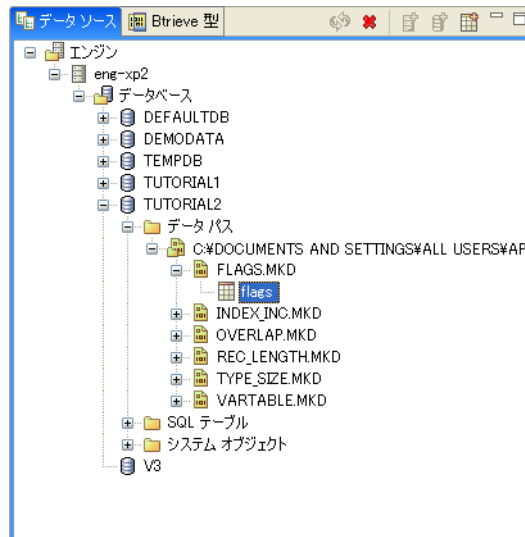 データ ソース Btrieve 型
エンジン
eng-xp2
データベース
DEFAULTDB
DEMODATA
TEMPDB
TUTORIAL1
TUTORIAL2
データ パス
C:¥DOCUMENTS AND SETTINGS¥ALL USERS¥AP
FLAGS.MKD
flags
INDEX_INC.MKD
OVERLAP.MKD
REC_LENGTH.MKD
TYPE_SIZE.MKD
VARTABLE.MKD
SQL テーブル
システム オブジェクト
V3